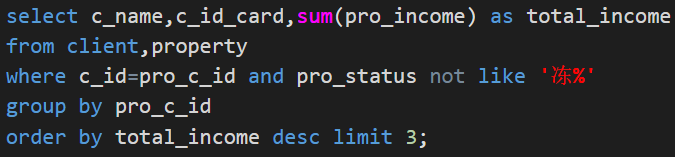 select c_name,c_id_card,sum(pro_income) as total_income
from client,property
where c_id=pro_c_id and pro_status not like '冻%'
group by pro_c_id
order by total_income desc limit 3;